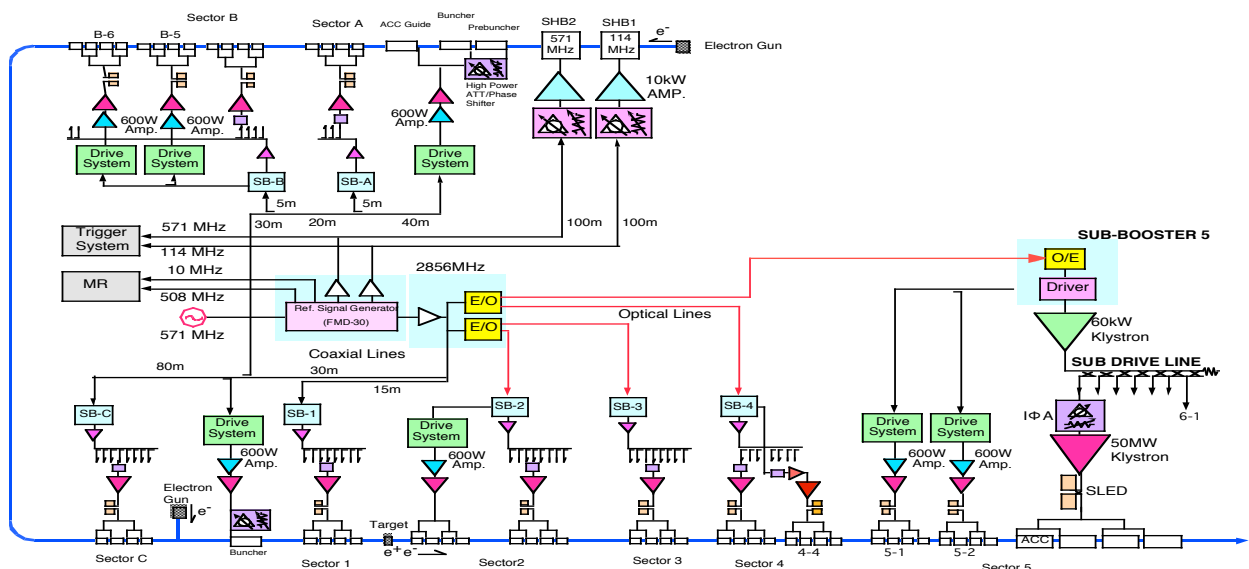 Sector B
Sector A
ACC Guide
Buncher
Prebuncher
SHB2
SHB1
B-6
B-5
571
MHz
114
MHz
e-
Electron Gun
High Power
ATT/Phase
Shifter
10kW
AMP.
600W
Amp.
600W
Amp.
600W
Amp.
Drive
System
Drive
System
Drive
System
SB-B
SB-A
5m
5m
30m
20m
40m
100m
100m
Trigger
System
571 MHz
114 MHz
MR
10 MHz
508 MHz
571 MHz
Ref. Signal Generator
(FMD-30)
2856MHz
E/O
E/O
Optical Lines
Coaxial Lines
SUB-BOOSTER 5
O/E
Driver
60kW
Klystron
SUB DRIVE LINE
6-1
IΦA
50MW
Klystron
SLED
80m
30m
15m
SB-C
Drive
System
SB-1
Drive
System
SB-2
SB-3
SB-4
Drive
System
Drive
System
600W
Amp.
600W
Amp.
600W
Amp.
600W
Amp.
Electron
Gun
e-
Target
e+ e-
Buncher
ACC
Sector C
Sector 1
Sector2
Sector 3
Sector 4
4-4
5-1
5-2
Sector 5